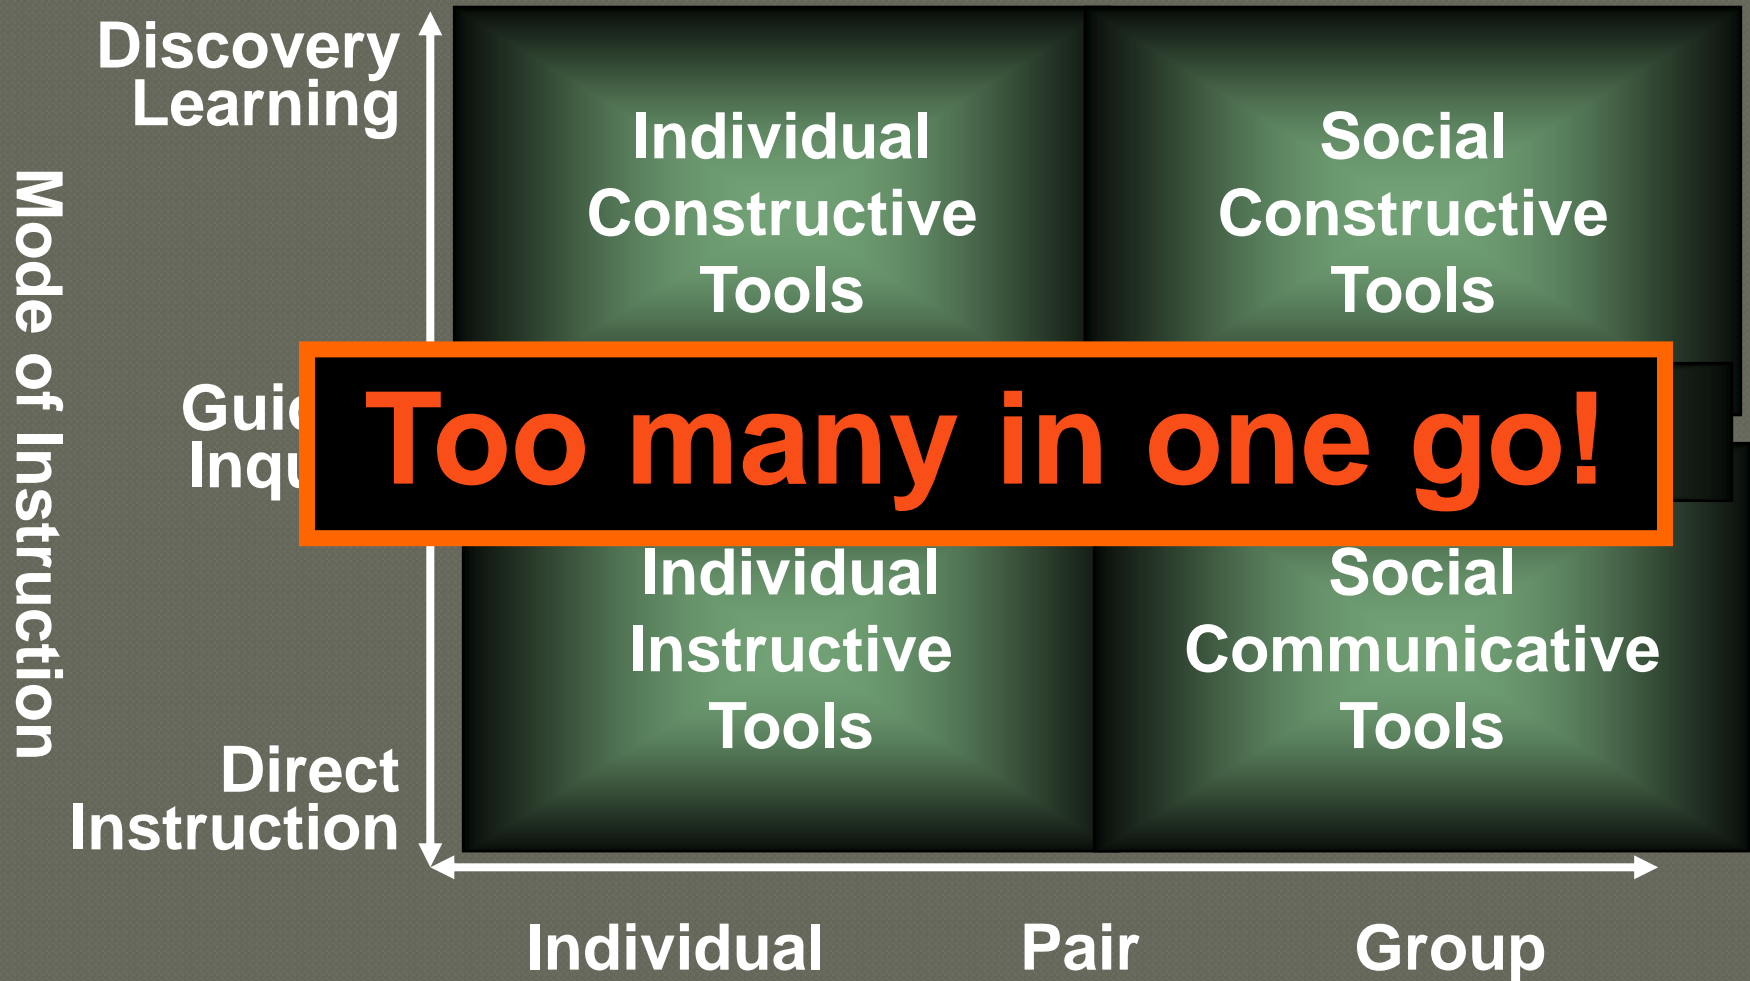 Discovery
Learning
Mode of Instruction
Individual
Constructive
Tools
Social
Constructive
Tools
Too many in one go!
Individual
Instructive
Tools
Social
Communicative
Tools
Direct
Instruction
Individual Pair Group